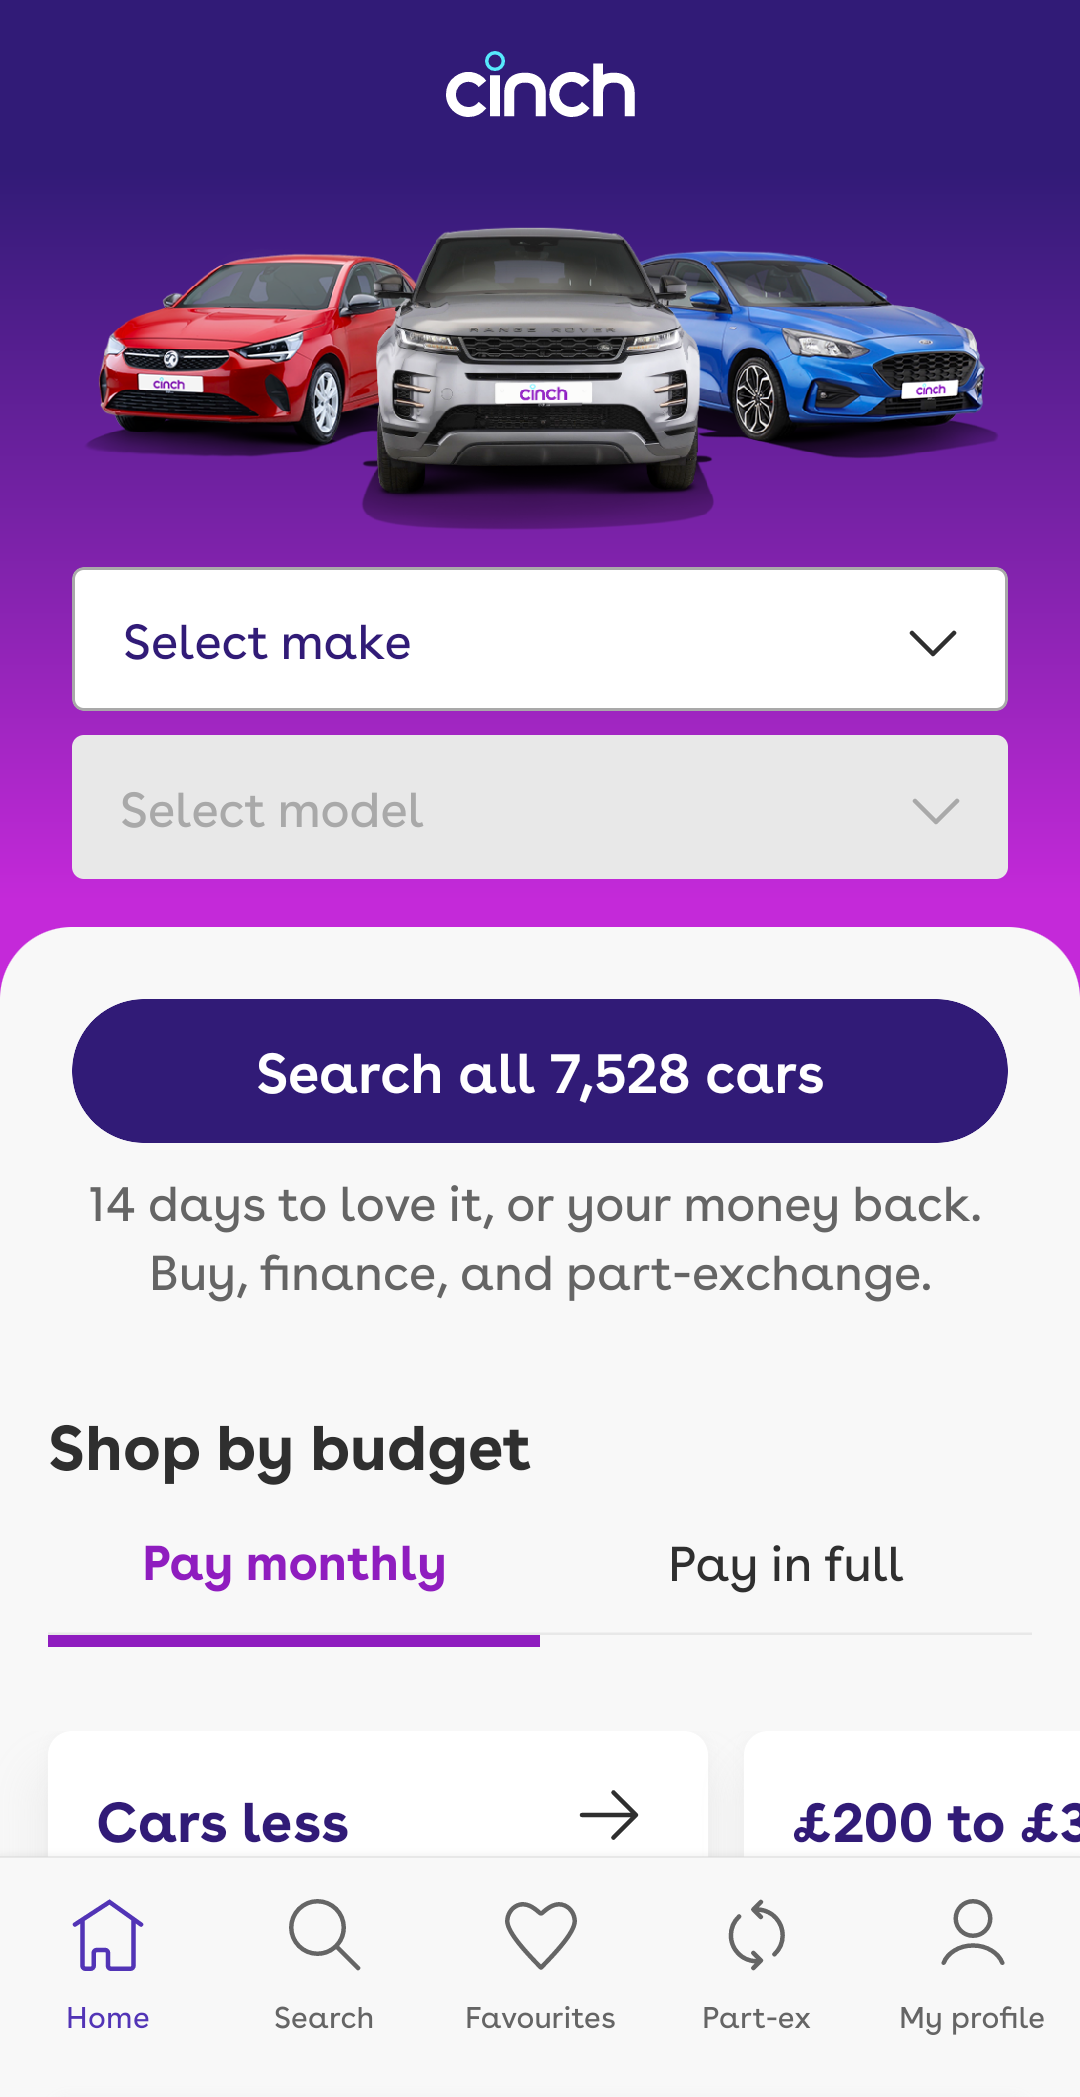 cinch
RANGE ROVER
cinch
cinch
cinch
Select make
Select model
Search all 7,528 cars
14 days to love it, or your money back.
Buy, finance, and part-exchange.
Shop by budget
Pay monthly
Pay in full
Cars less
£200 to £3
Home
Search
Favourites
Part-ex
My profile